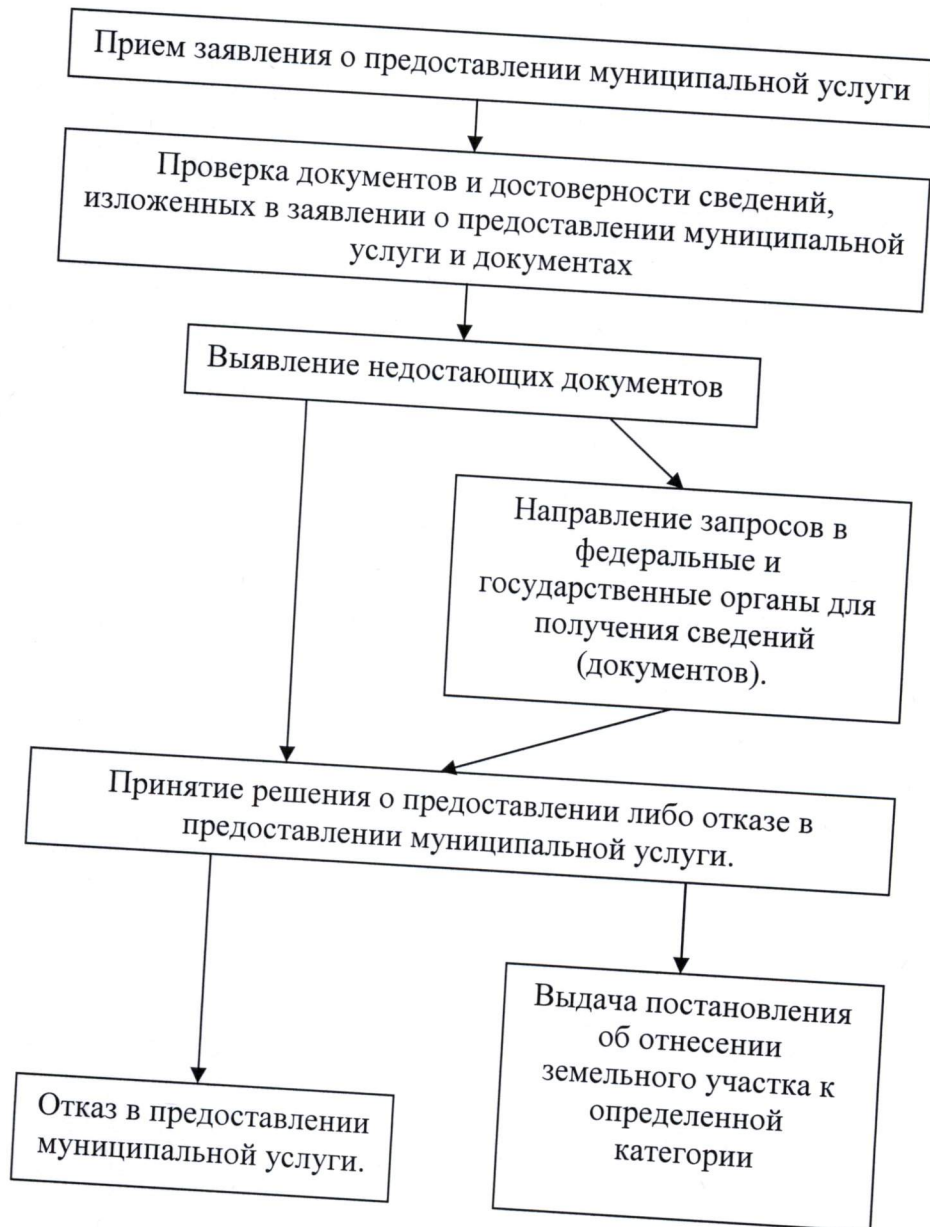 Прием заявления о предоставлении муниципальной услуги
Проверка документов и достоверности сведений,
изложенных в заявлении о предоставлении муниципальной
услуги и документах
Выявление недостающих документов
Направление запросов в
федеральные и
государственные органы для
получения сведений
(документов).
Принятие решения о предоставлении либо отказе в
предоставлении муниципальной услуги.
Выдача постановления
об отнесении
земельного участка к
определенной
категории
Отказ в предоставлении
муниципальной услуги.